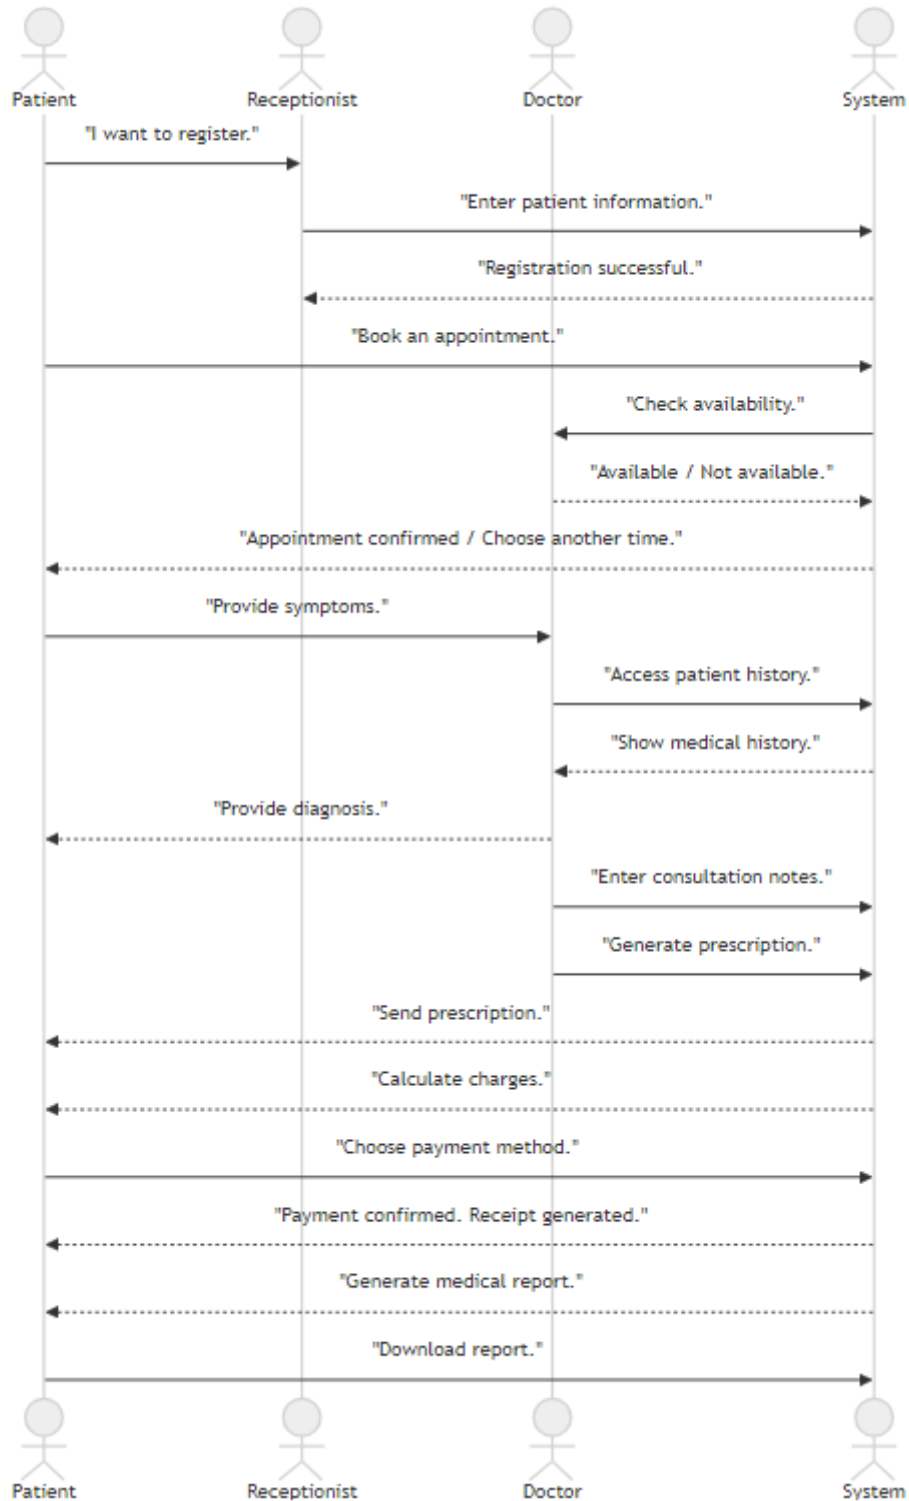 Patient Receptionist Doctor System
"I want to register."
"Enter patient information."
"Registration successful."
"Book an appointment."
"Check availability."
"Available / Not available."
"Appointment confirmed / Choose another time."
"Provide symptoms."
"Access patient history."
"Show medical history."
"Provide diagnosis."
"Enter consultation notes."
"Generate prescription."
"Send prescription."
"Calculate charges."
"Choose payment method."
"Payment confirmed. Receipt generated."
"Generate medical report."
"Download report."
Patient Receptionist Doctor System